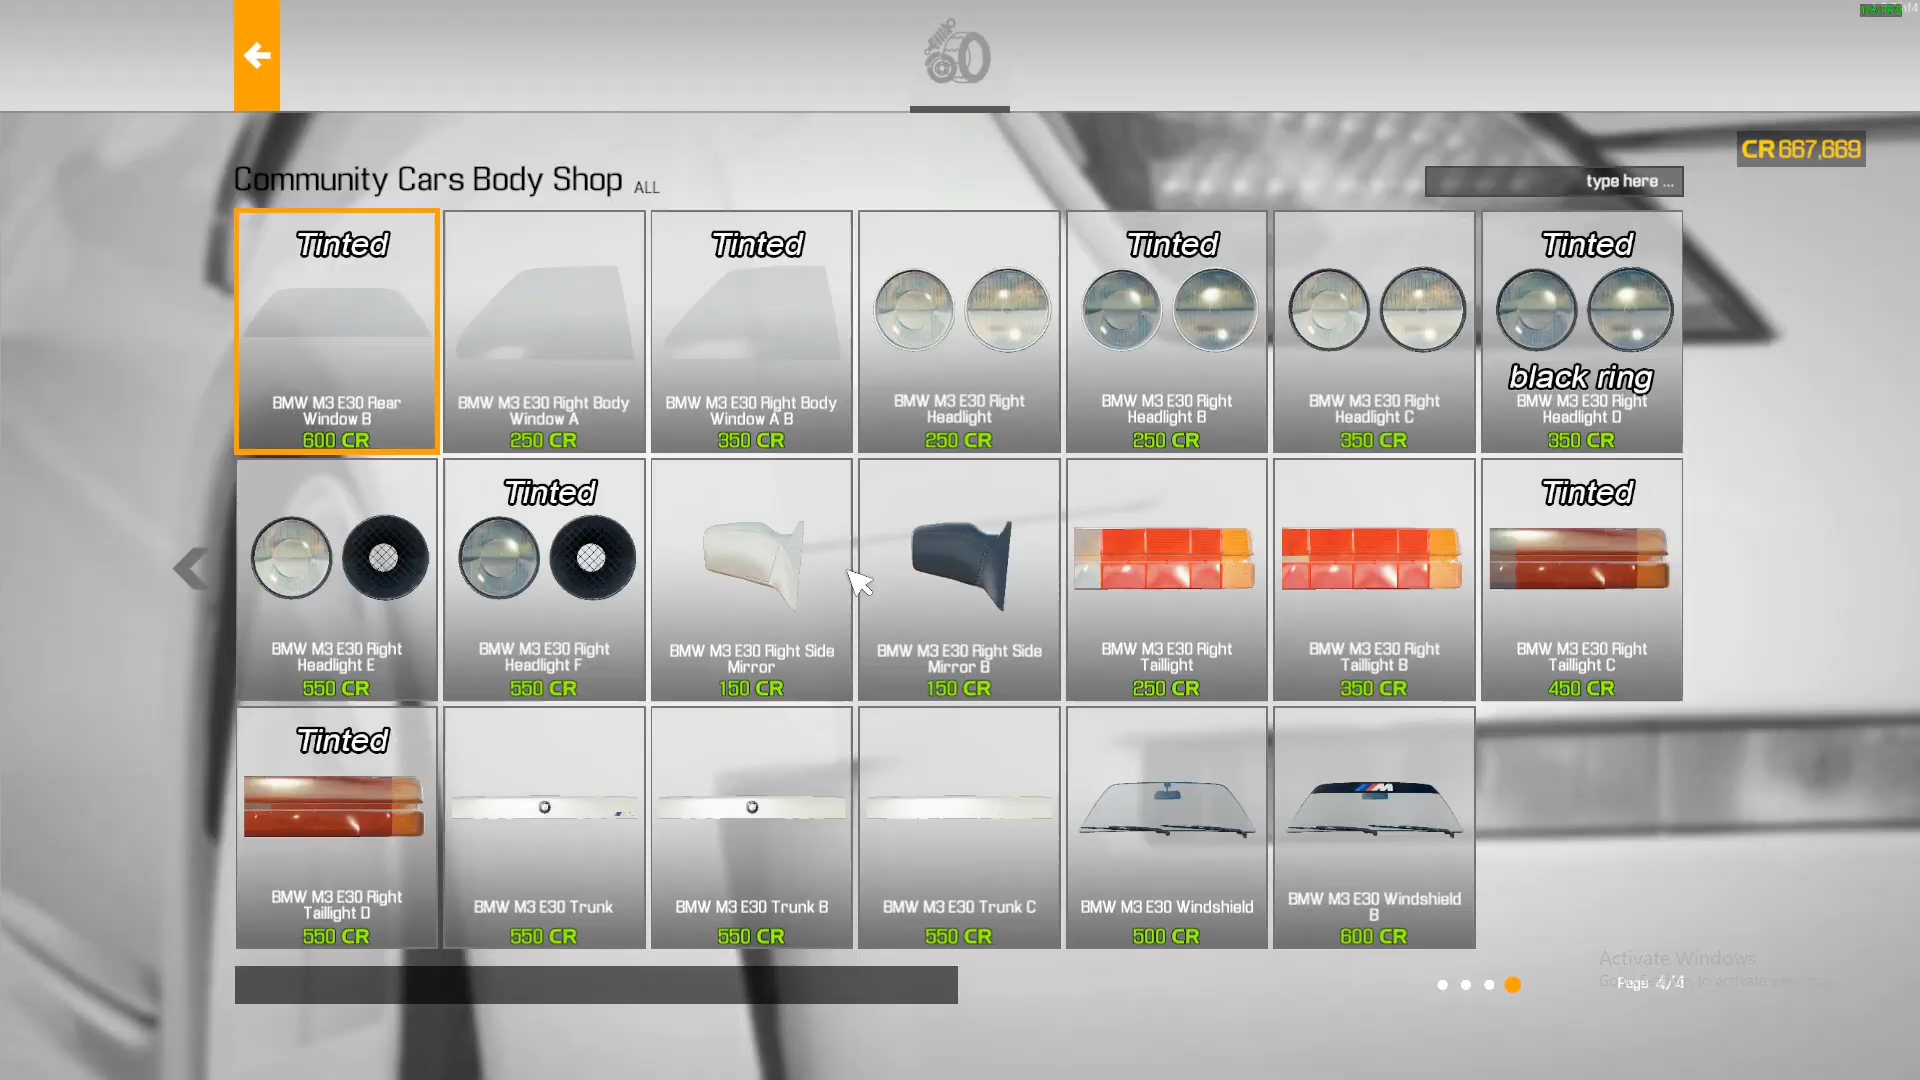 CR 667,669
Community Cars Body Shop ALL
type here ...
Tinted
BMW M3 E30 Rear
Window B
600 CR
BMW M3 E30 Right Body
Window A
250 CR
Tinted
BMW M3 E30 Right Body
Window A B
350 CR
BMW M3 E30 Right
Headlight
250 CR
Tinted
BMW M3 E30 Right
Headlight B
250 CR
BMW M3 E30 Right
Headlight C
350 CR
Tinted
black ring
BMW M3 E30 Right
Headlight D
350 CR
BMW M3 E30 Right
Headlight E
550 CR
Tinted
BMW M3 E30 Right
Headlight F
550 CR
BMW M3 E30 Right Side
Mirror
150 CR
BMW M3 E30 Right Side
Mirror B
150 CR
BMW M3 E30 Right
Taillight
250 CR
BMW M3 E30 Right
Taillight B
350 CR
Tinted
BMW M3 E30 Right
Taillight C
450 CR
Tinted
BMW M3 E30 Right
Taillight D
550 CR
BMW M3 E30 Trunk
550 CR
BMW M3 E30 Trunk B
550 CR
BMW M3 E30 Trunk C
550 CR
BMW M3 E30 Windshield
500 CR
M
BMW M3 E30 Windshield
B
600 CR
Activate Windows
Page 4/4